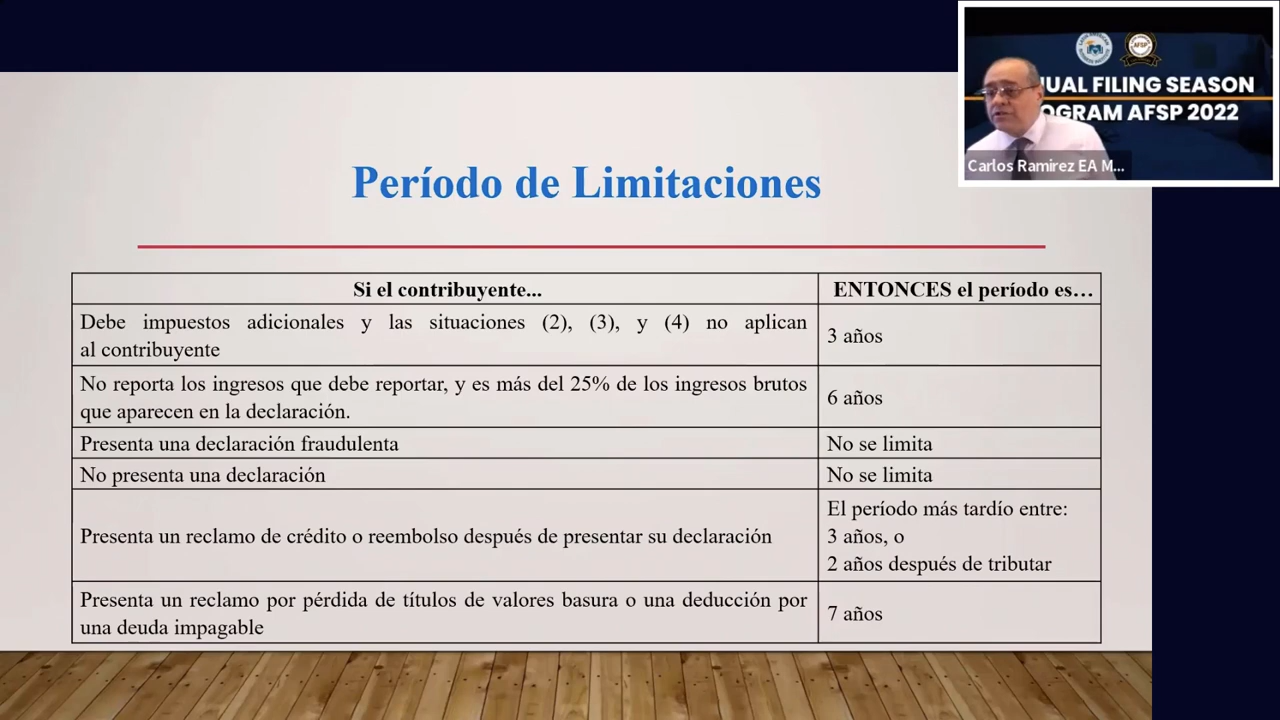 UAL FILING SEASON
OGRAM AFSP 2022
AFSP
Carlos Ramirez EA M...
Período de Limitaciones
Si el contribuyente...
ENTONCES el período es…
Debe impuestos adicionales y las situaciones (2), (3), y (4) no aplican
al contribuyente
3 años
No reporta los ingresos que debe reportar, y es más del 25% de los ingresos brutos
que aparecen en la declaración.
6 años
Presenta una declaración fraudulenta
No se limita
No presenta una declaración
No se limita
Presenta un reclamo de crédito o reembolso después de presentar su declaración
El período más tardío entre:
3 años, o
2 años después de tributar
Presenta un reclamo por pérdida de títulos de valores basura o una deducción por
una deuda impagable
7 años